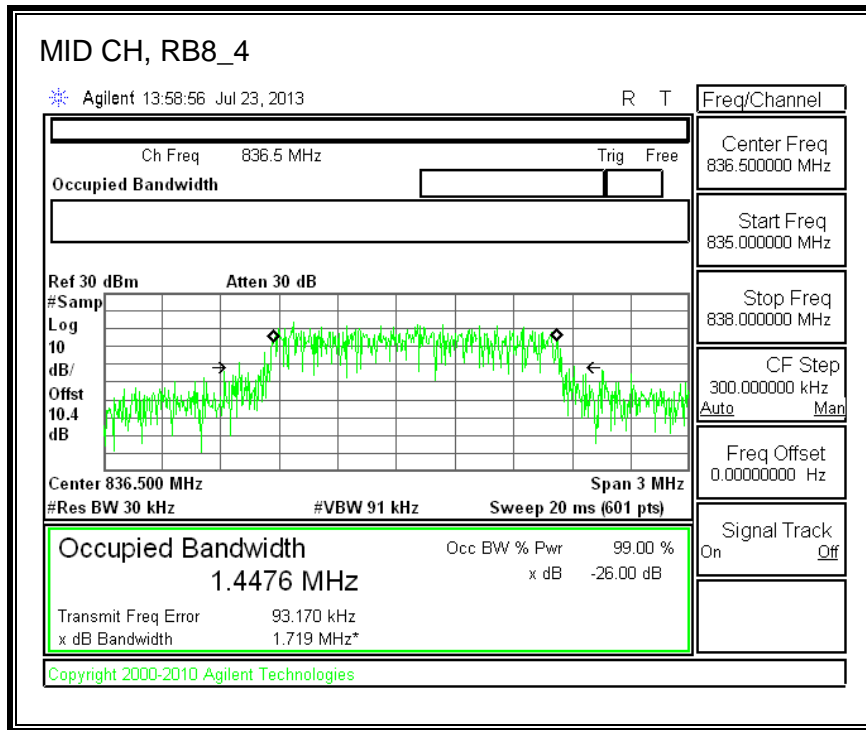 MID CH, RB8_4
Agilent 13:58:56 Jul 23, 2013 R T
Freq/Channel
Ch Freq 836.5 MHz Trig Free
Occupied Bandwidth
Center Freq
836.500000 MHz
Start Freq
835.000000 MHz
Stop Freq
838.000000 MHz
CF Step
300.000000 kHz
Auto Man
Freq Offset
0.00000000 Hz
Signal Track
On Off
Ref 30 dBm Atten 30 dB
#Samp
Log
10
dB/
Offst
10.4
dB
Center 836.500 MHz Span 3 MHz
#Res BW 30 kHz #VBW 91 kHz Sweep 20 ms (601 pts)
Occupied Bandwidth Occ BW % Pwr 99.00 %
1.4476 MHz x dB -26.00 dB
Transmit Freq Error 93.170 kHz
x dB Bandwidth 1.719 MHz*
Copyright 2000-2010 Agilent Technologies